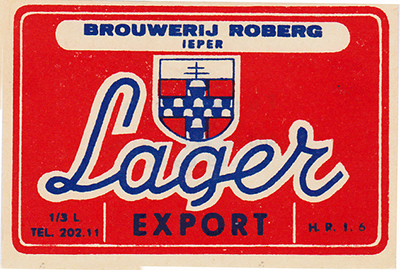 BROUWERIJ ROBERG
IEPER
Lager
1/3 L
TEL. 202.11
EXPORT
H. R. 1. 6